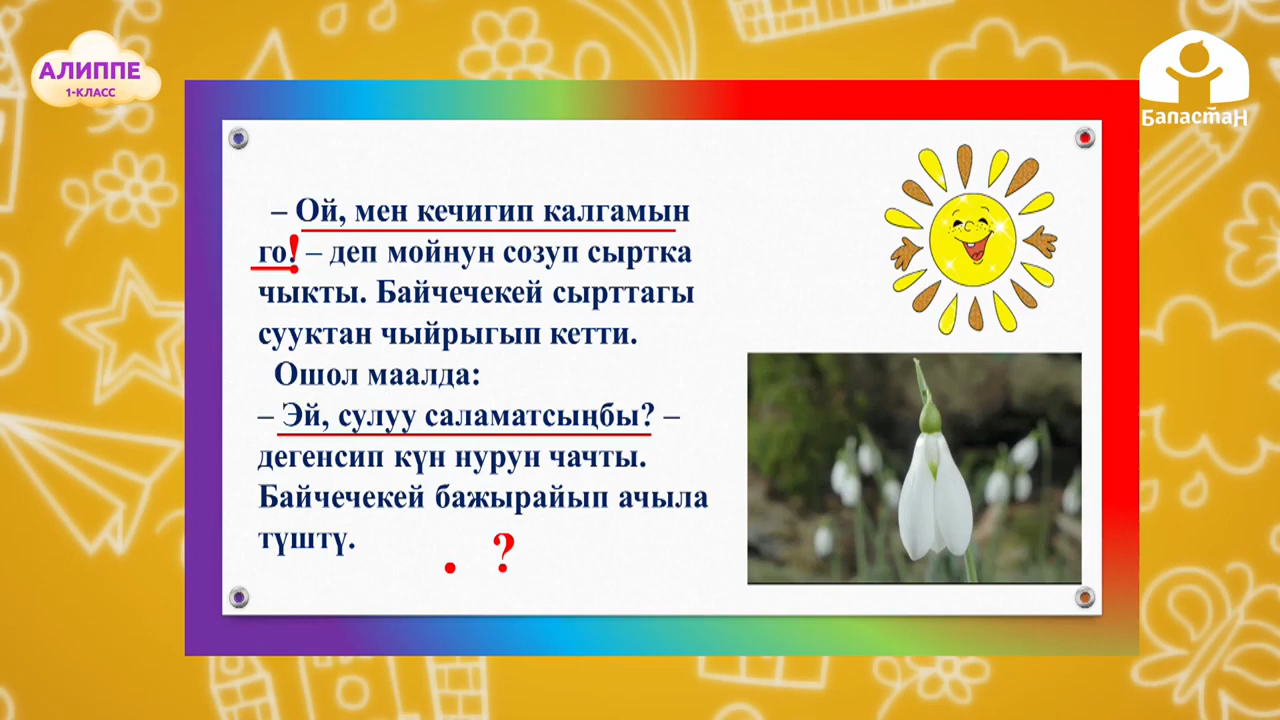 АЛИППЕ
1-КЛАСС
БаластаН
– Ой, мен кечигип калгамын
го! – деп мойнун созуп сыртка
чыкты. Байчечекей сырттагы
сууктан чыйрыгып кетти.
Ошол маалда:
– Эй, сулуу саламатсыңбы? –
дегенсип күн нурун чачты.
Байчечекей бажырайып ачыла
түштү.
. ?